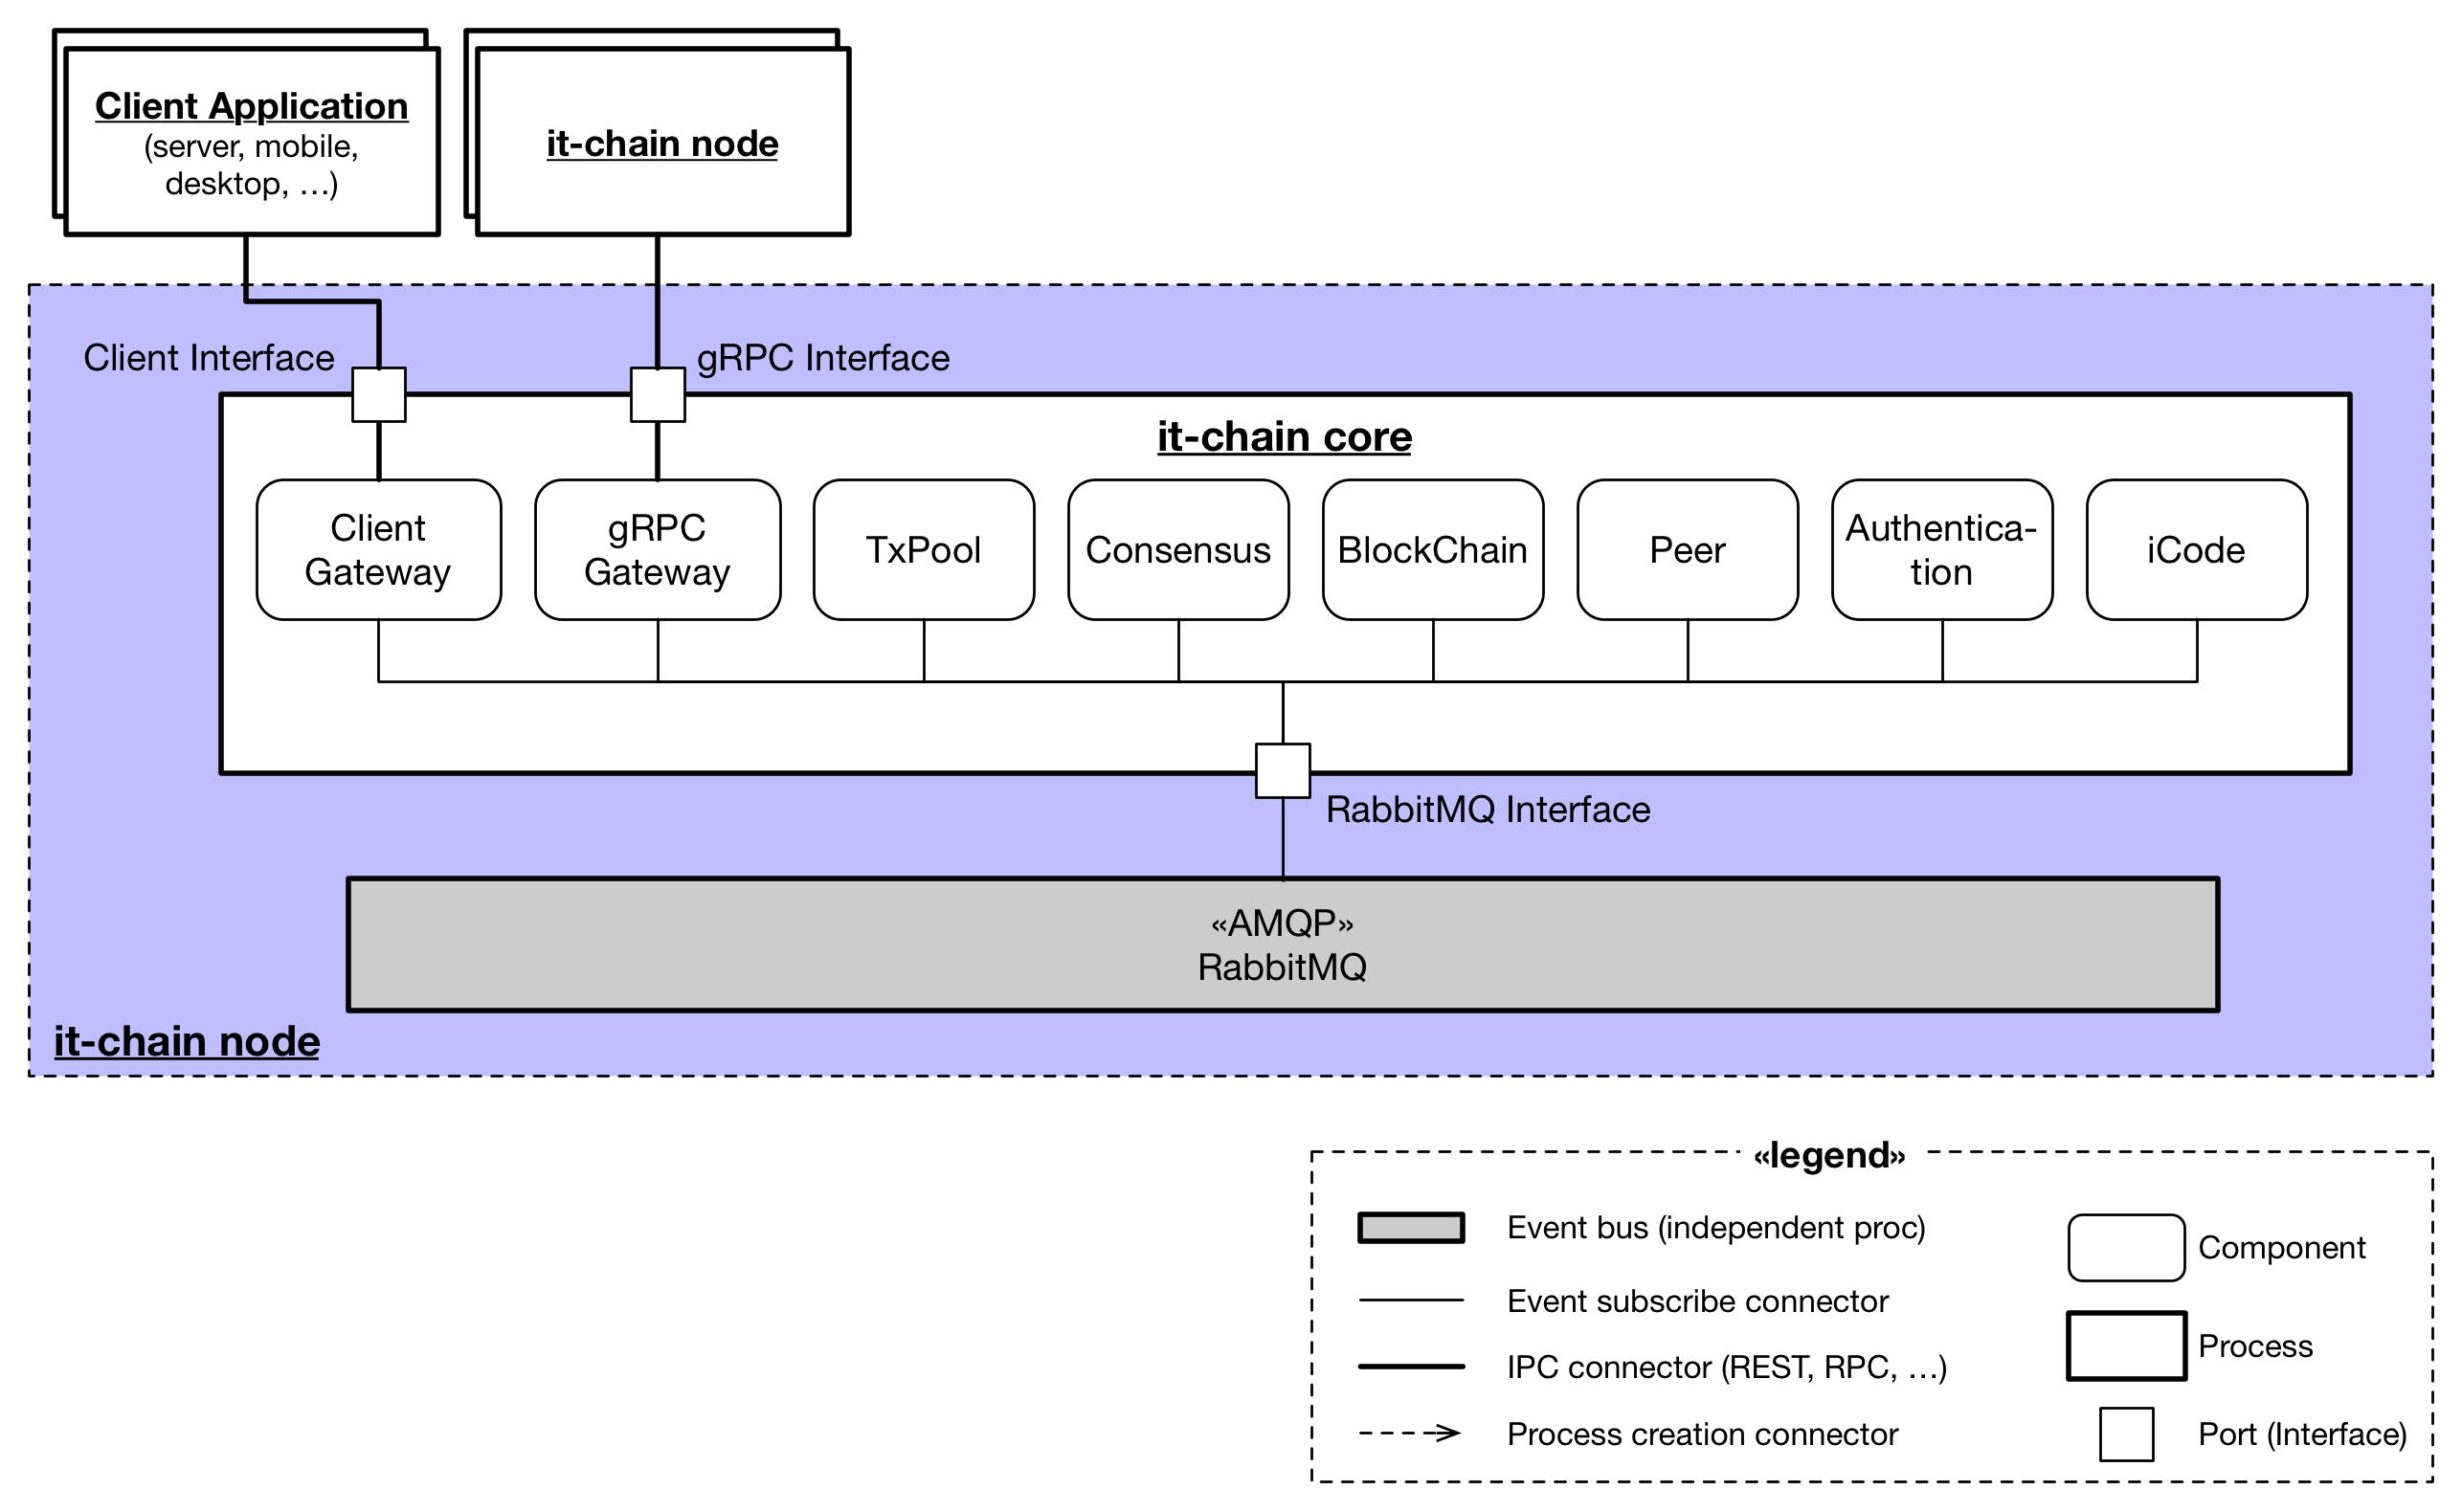 Client Application
(server, mobile,
desktop, …)
it-chain node
Client Interface
gRPC Interface
it-chain core
Client
Gateway
gRPC
Gateway
TxPool
Consensus
BlockChain
Peer
Authentica-
tion
iCode
RabbitMQ Interface
«AMQP»
RabbitMQ
it-chain node
«legend»
Event bus (independent proc)
Event subscribe connector
IPC connector (REST, RPC, …)
Process creation connector
Component
Process
Port (Interface)